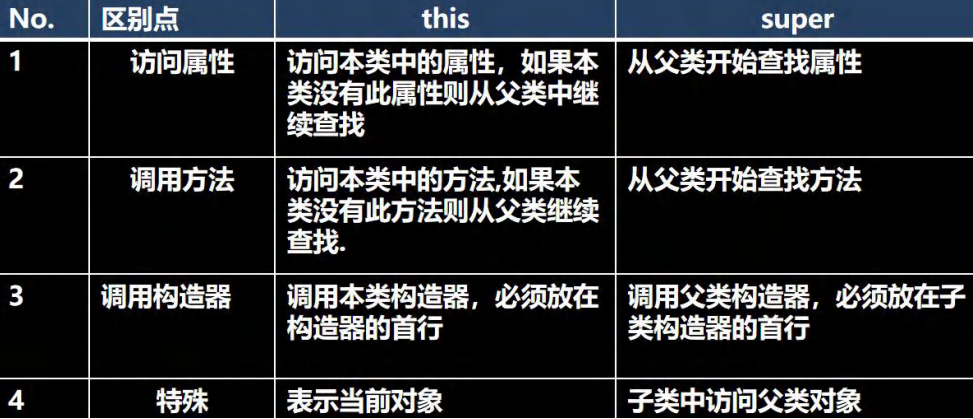 No. 区别点 this super
1 访问属性 访问本类中的属性，如果本 从父类开始查找属性
类没有此属性则从父类中继
续查找
2 调用方法 访问本类中的方法,如果本 从父类开始查找方法
类没有此方法则从父类继续
查找.
3 调用构造器 调用本类构造器，必须放在 调用父类构造器，必须放在子
构造器的首行 类构造器的首行
4 特殊 表示当前对象 子类中访问父类对象